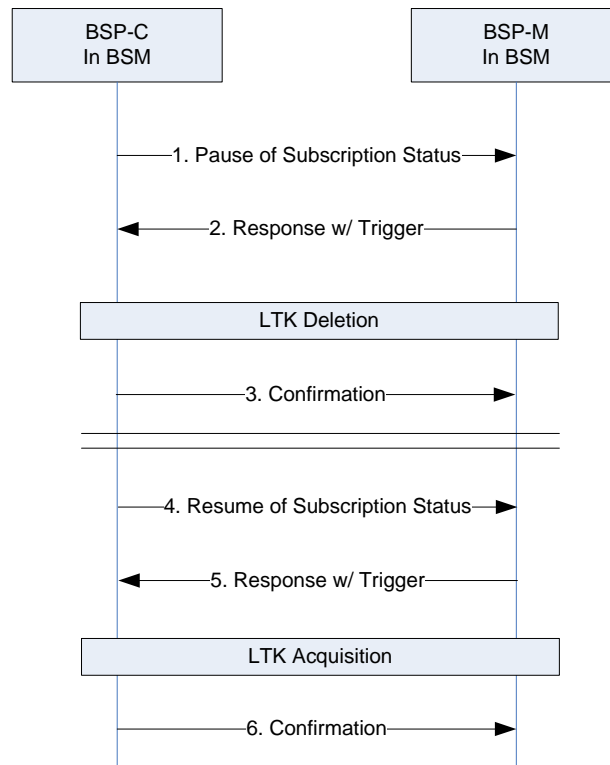 BSP-C
In BSM
BSP-M
In BSM
1. Pause of Subscription Status
2. Response w/ Trigger
LTK Deletion
3. Confirmation
4. Resume of Subscription Status
5. Response w/ Trigger
LTK Acquisition
6. Confirmation